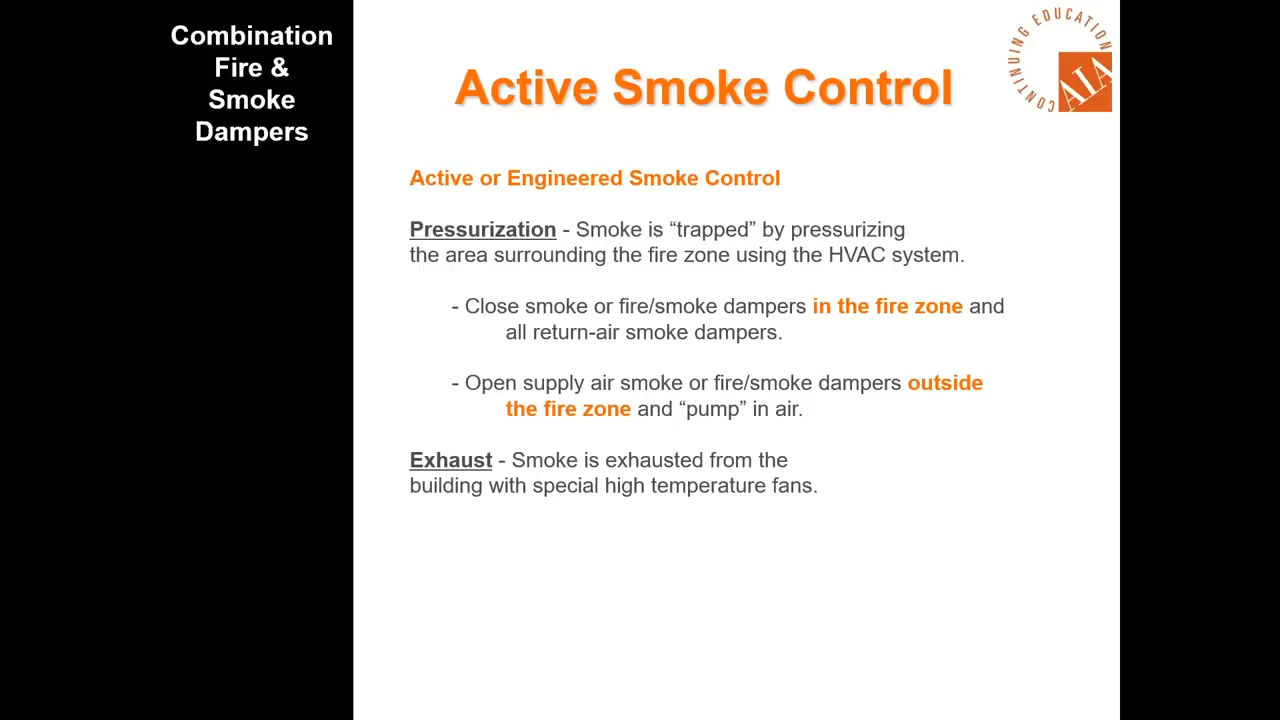 Combination
Fire &
Smoke
Dampers
Active Smoke Control
CONTINUING EDUCATION
AIA
Active or Engineered Smoke Control
Pressurization - Smoke is “trapped” by pressurizing
the area surrounding the fire zone using the HVAC system.
- Close smoke or fire/smoke dampers in the fire zone and
all return-air smoke dampers.
- Open supply air smoke or fire/smoke dampers outside
the fire zone and “pump” in air.
Exhaust - Smoke is exhausted from the
building with special high temperature fans.